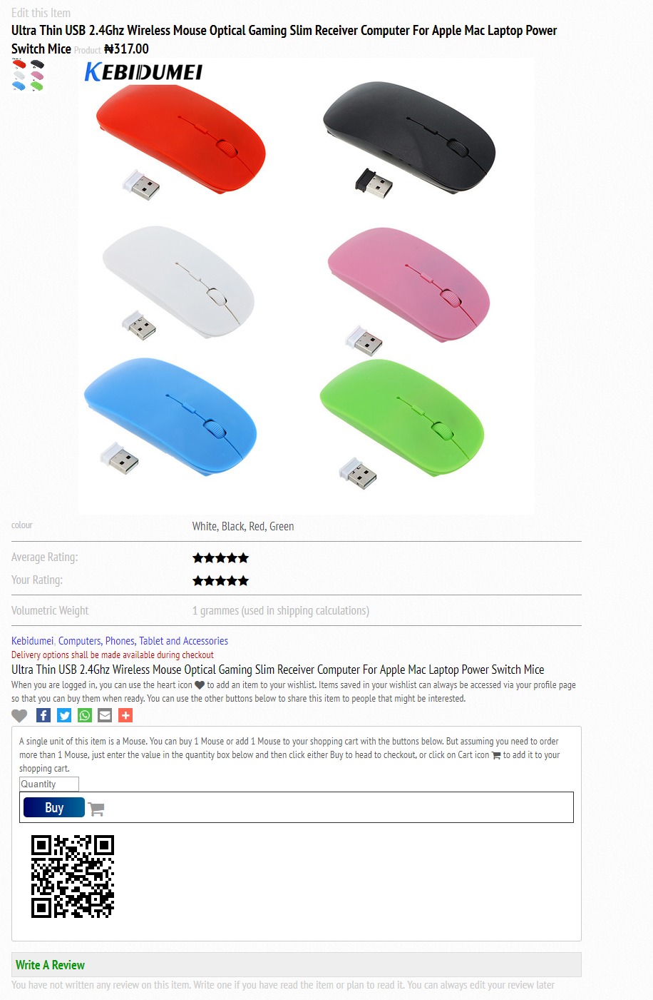 Edit this Item
Ultra Thin USB 2.4Ghz Wireless Mouse Optical Gaming Slim Receiver Computer For Apple Mac Laptop Power
Switch Mice Product ₦317.00
KEBIDUMEI
colour White, Black, Red, Green
Average Rating:
Your Rating:
Volumetric Weight 1 grammes (used in shipping calculations)
Kebidumei, Computers, Phones, Tablet and Accessories
Delivery options shall be made available during checkout
Ultra Thin USB 2.4Ghz Wireless Mouse Optical Gaming Slim Receiver Computer For Apple Mac Laptop Power Switch Mice
When you are logged in, you can use the heart icon to add an item to your wishlist. Items saved in your wishlist can always be accessed via your profile page
so that you can buy them when ready. You can use the other buttons below to share this item to people that might be interested.
A single unit of this item is a Mouse. You can buy 1 Mouse or add 1 Mouse to your shopping cart with the buttons below. But assuming you need to order
more than 1 Mouse, just enter the value in the quantity box below and then click either Buy to head to checkout, or click on Cart icon to add it to your
shopping cart.
Quantity
Buy
Write A Review
You have not written any review on this item. Write one if you have read the item or plan to read it. You can always edit your review later